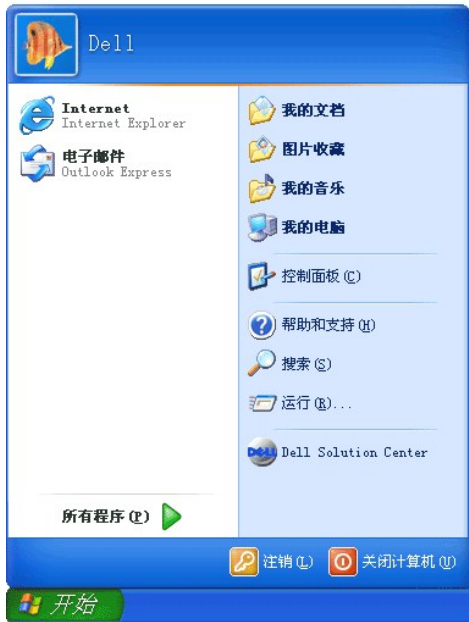 Dell
Internet
Internet Explorer
电子邮件
Outlook Express
所有程序(P)
我的文档
图片收藏
我的音乐
我的电脑
控制面板(C)
帮助和支持(H)
搜索(S)
运行(R)...
DELL Dell Solution Center
注销(L)
关闭计算机(U)
开始